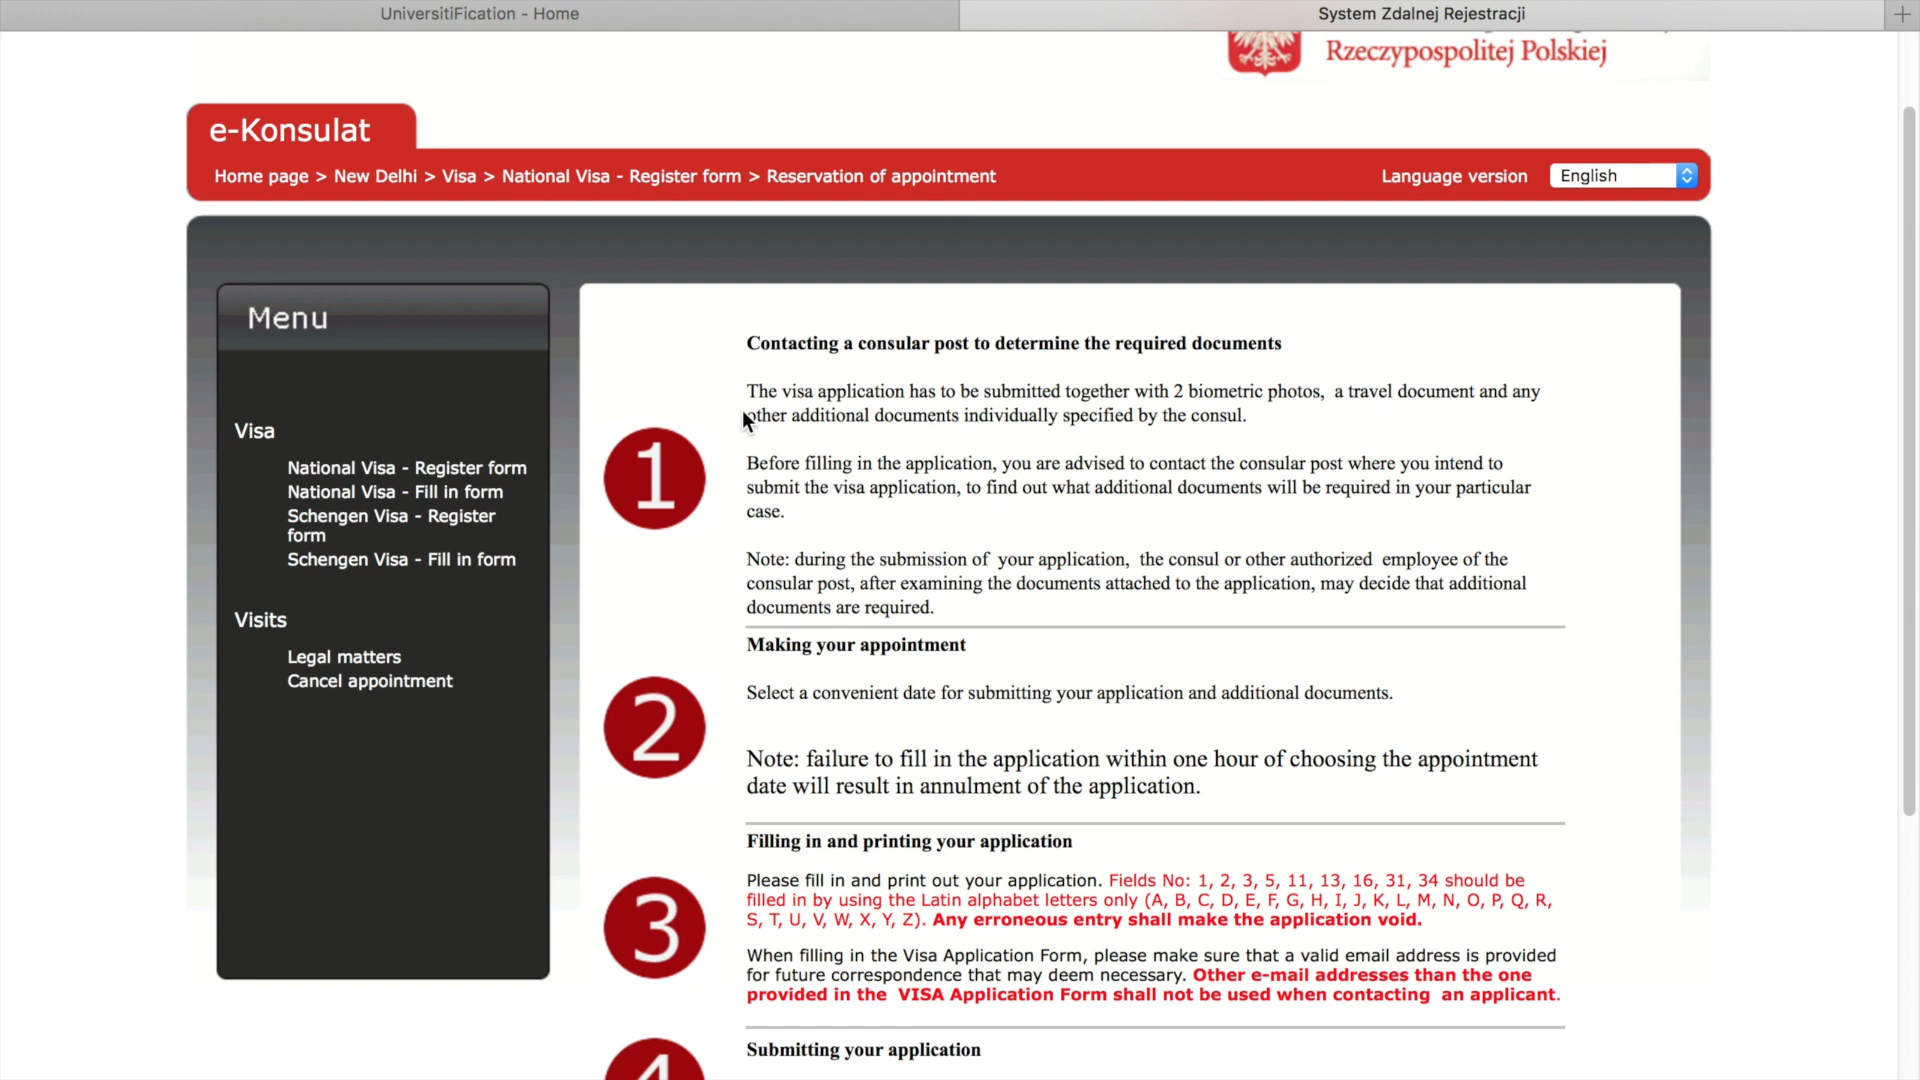 UniversitiFication - Home
System Zdalnej Rejestracji
Rzeczypospolitej Polskiej
e-Konsulat
Home page > New Delhi > Visa > National Visa - Register form > Reservation of appointment
Language version
English
Menu
Visa
National Visa - Register form
National Visa - Fill in form
Schengen Visa - Register
form
Schengen Visa - Fill in form
Visits
Legal matters
Cancel appointment
1
Contacting a consular post to determine the required documents
The visa application has to be submitted together with 2 biometric photos, a travel document and any
other additional documents individually specified by the consul.
Before filling in the application, you are advised to contact the consular post where you intend to
submit the visa application, to find out what additional documents will be required in your particular
case.
Note: during the submission of your application, the consul or other authorized employee of the
consular post, after examining the documents attached to the application, may decide that additional
documents are required.
2
Making your appointment
Select a convenient date for submitting your application and additional documents.
Note: failure to fill in the application within one hour of choosing the appointment
date will result in annulment of the application.
3
Filling in and printing your application
Please fill in and print out your application. Fields No: 1, 2, 3, 5, 11, 13, 16, 31, 34 should be
filled in by using the Latin alphabet letters only (A, B, C, D, E, F, G, H, I, J, K, L, M, N, O, P, Q, R,
S, T, U, V, W, X, Y, Z). Any erroneous entry shall make the application void.
When filling in the Visa Application Form, please make sure that a valid email address is provided
for future correspondence that may deem necessary. Other e-mail addresses than the one
provided in the VISA Application Form shall not be used when contacting an applicant.
4
Submitting your application